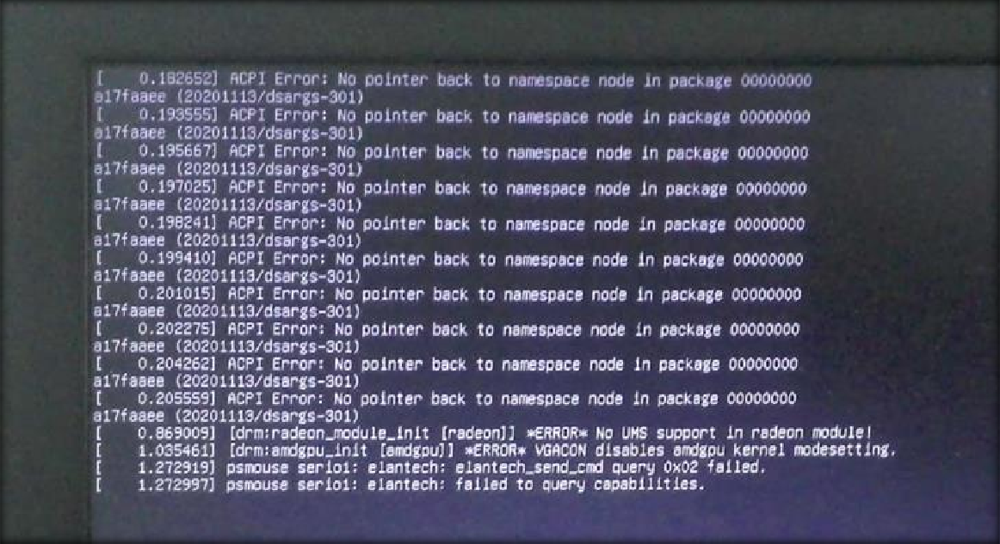 [    0.182652] ACPI Error: No pointer back to namespace node in package 00000000
a17faaee (20201113/dsargs-301)
[    0.193555] ACPI Error: No pointer back to namespace node in package 00000000
a17faaee (20201113/dsargs-301)
[    0.195667] ACPI Error: No pointer back to namespace node in package 00000000
a17faaee (20201113/dsargs-301)
[    0.197025] ACPI Error: No pointer back to namespace node in package 00000000
a17faaee (20201113/dsargs-301)
[    0.198241] ACPI Error: No pointer back to namespace node in package 00000000
a17faaee (20201113/dsargs-301)
[    0.199410] ACPI Error: No pointer back to namespace node in package 00000000
a17faaee (20201113/dsargs-301)
[    0.201015] ACPI Error: No pointer back to namespace node in package 00000000
a17faaee (20201113/dsargs-301)
[    0.202275] ACPI Error: No pointer back to namespace node in package 00000000
a17faaee (20201113/dsargs-301)
[    0.204262] ACPI Error: No pointer back to namespace node in package 00000000
a17faaee (20201113/dsargs-301)
[    0.205559] ACPI Error: No pointer back to namespace node in package 00000000
a17faaee (20201113/dsargs-301)
[    0.869009] [drm:radeon_module_init [radeon]] *ERROR* No UMS support in radeon module!
[    1.035461] [drm:amdgpu_init [amdgpu]] *ERROR* VGACON disables amdgpu kernel modesetting.
[    1.272919] psmouse serio1: elantech: elantech_send_cmd query 0x02 failed.
[    1.272997] psmouse serio1: elantech: failed to query capabilities.